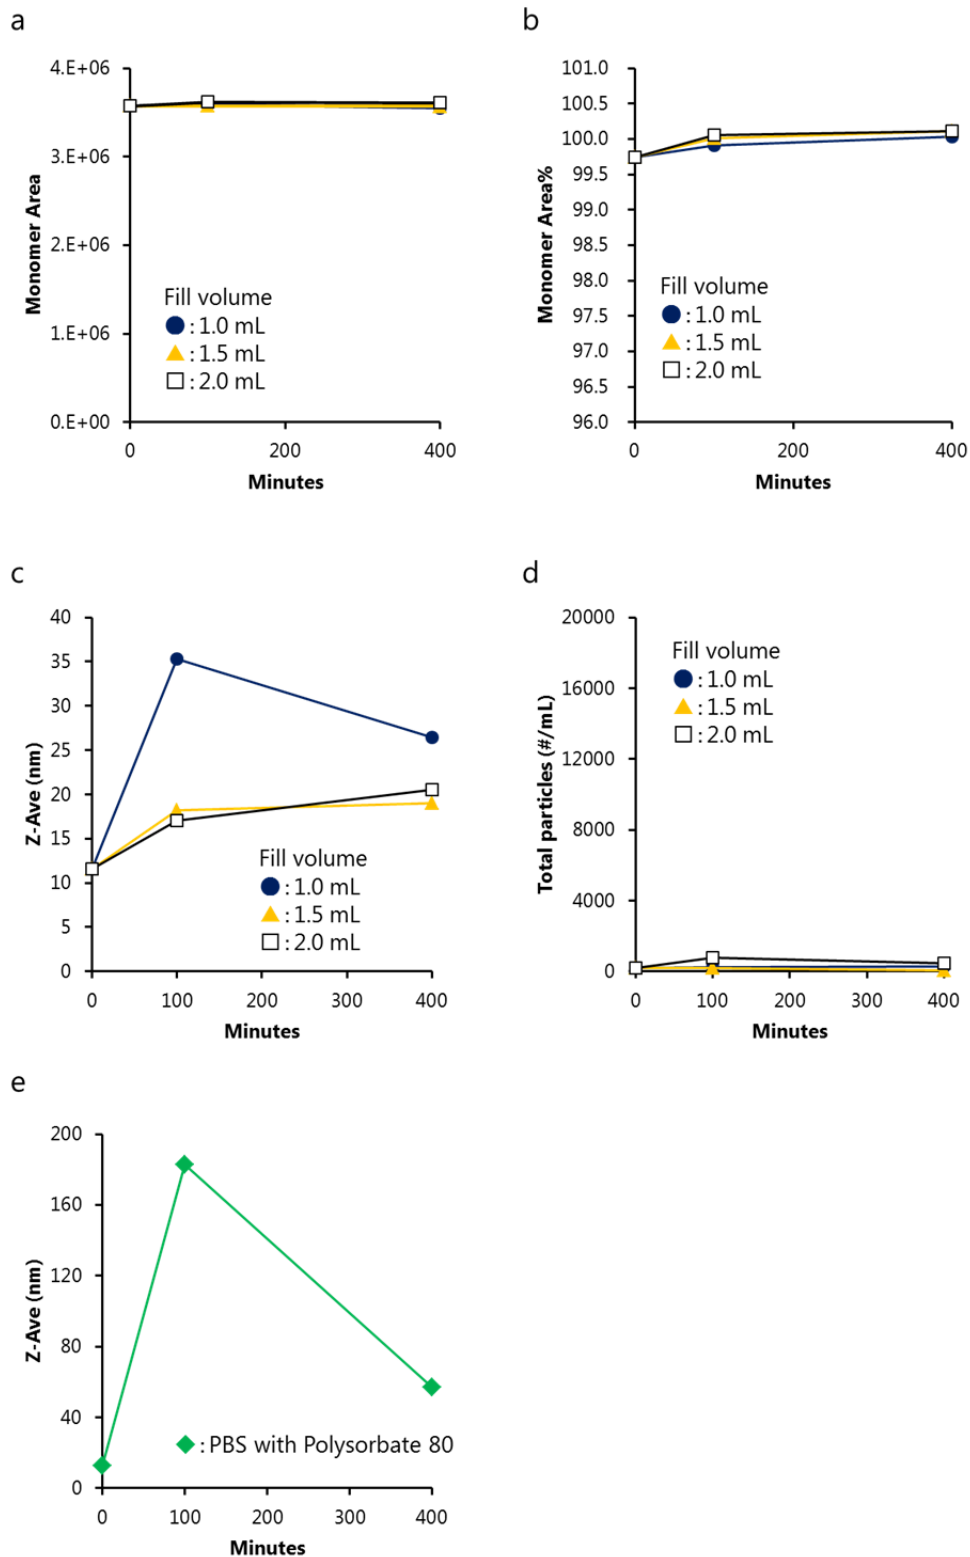 a
4.E+06
3.E+06
2.E+06
1.E+06
0.E+00
Monomer Area
Fill volume
: 1.0 mL
: 1.5 mL
: 2.0 mL
0 200 400
Minutes
b
101.0
100.5
100.0
99.5
99.0
98.5
98.0
97.5
97.0
96.5
96.0
Monomer Area%
Fill volume
: 1.0 mL
: 1.5 mL
: 2.0 mL
0 200 400
Minutes
c
40
35
30
25
20
15
10
5
0
Z-Ave (nm)
Fill volume
: 1.0 mL
: 1.5 mL
: 2.0 mL
0 100 200 300 400
Minutes
d
20000
16000
12000
8000
4000
0
Total particles (#/mL)
Fill volume
: 1.0 mL
: 1.5 mL
: 2.0 mL
0 100 200 300 400
Minutes
e
200
160
120
80
40
0
Z-Ave (nm)
: PBS with Polysorbate 80
0 100 200 300 400
Minutes